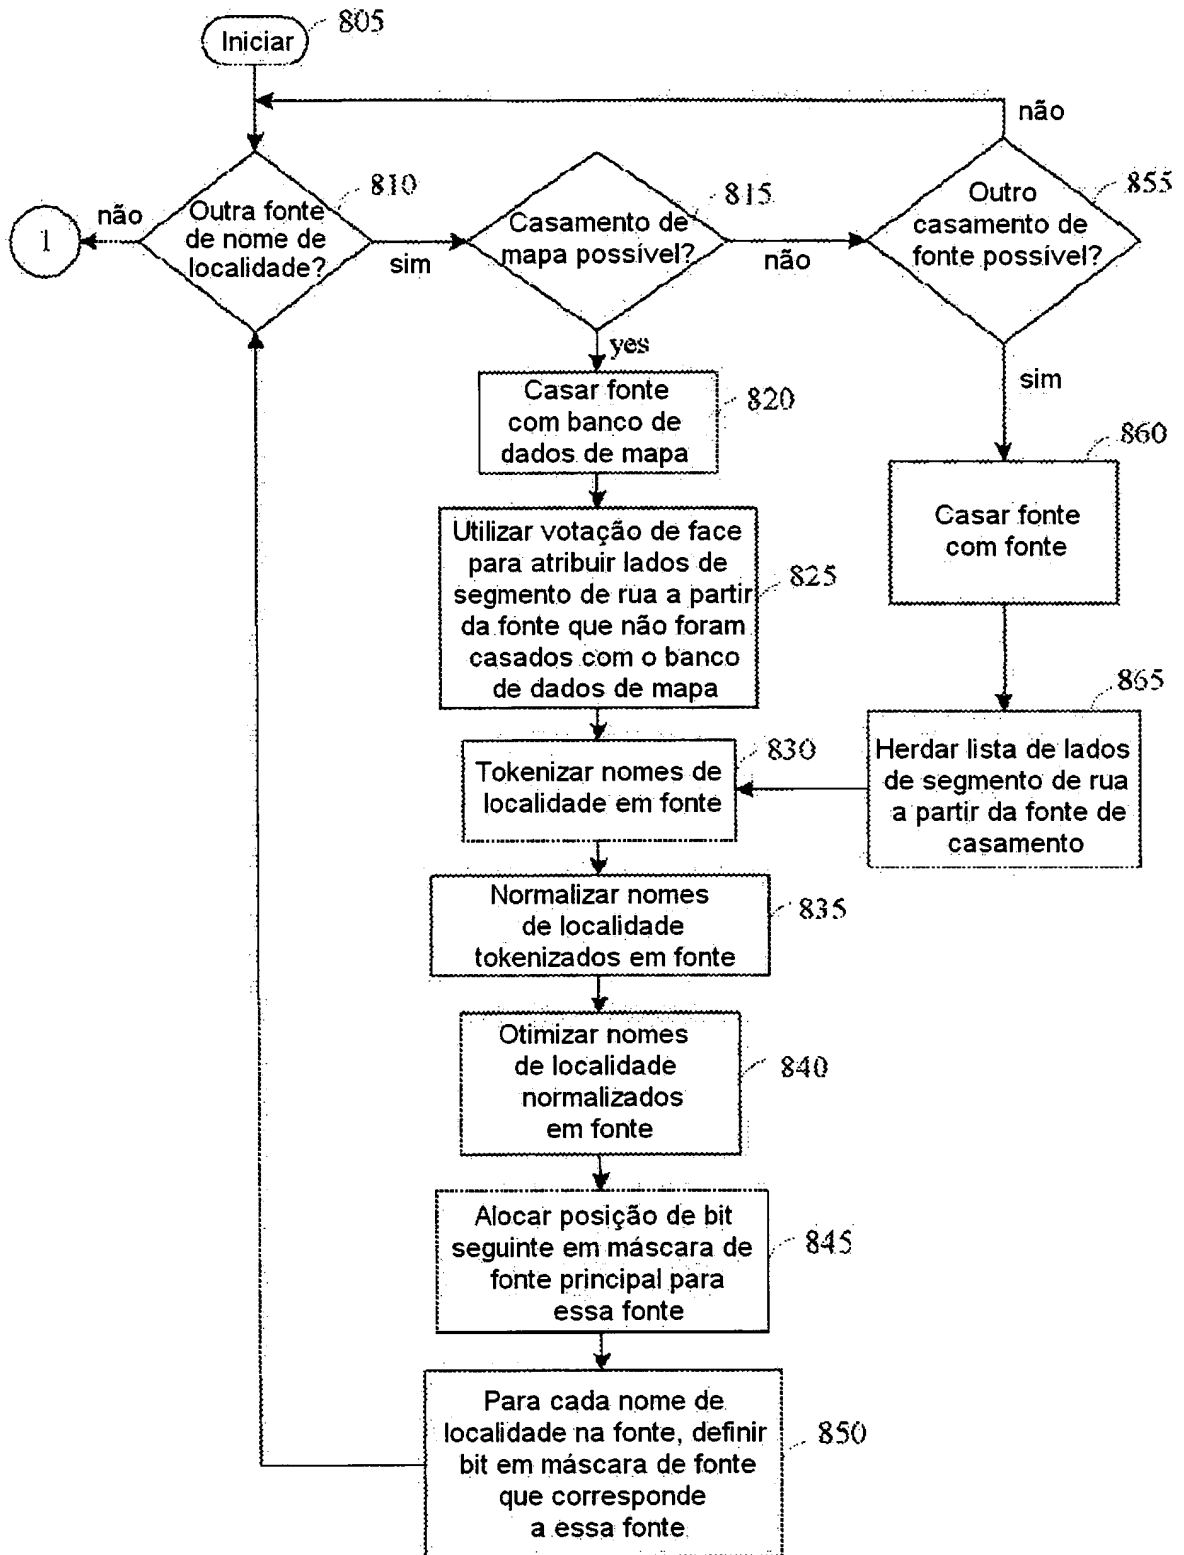 Iniciar
805
não
Outra fonte
de nome de
localidade?
810
não
1
sim
Casamento de
mapa possível?
815
não
Outro
casamento de
fonte possível?
855
yes
sim
Casar fonte
com banco de
dados de mapa
820
Casar fonte
com fonte
860
Utilizar votação de face
para atribuir lados de
segmento de rua a partir
da fonte que não foram
casados com o banco
de dados de mapa
825
Herdar lista de lados
de segmento de rua
a partir da fonte de
casamento
865
Tokenizar nomes de
localidade em fonte
830
Normalizar nomes
de localidade
tokenizados em fonte
835
Otimizar nomes
de localidade
normalizados
em fonte
840
Alocar posição de bit
seguinte em máscara de
fonte principal para
essa fonte
845
Para cada nome de
localidade na fonte, definir
bit em máscara de fonte
que corresponde
a essa fonte
850